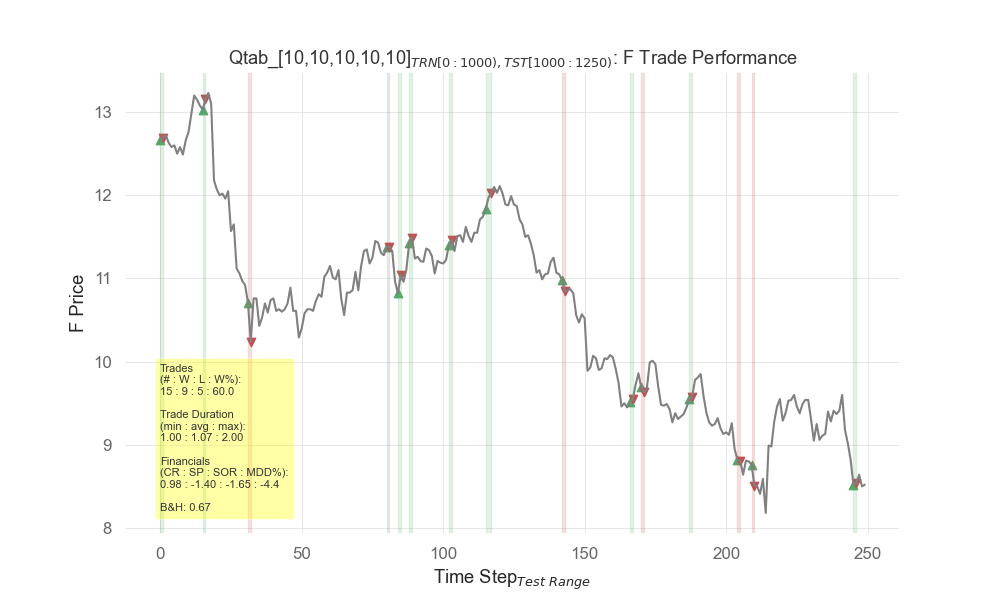 Qtab_[10,10,10,10,10]TRN[0 : 1000), TST[1000 : 1250): F Trade Performance
13
12
11
10
9
8
F Price
Trades
(# : W : L : W%):
15 : 9 : 5 : 60.0
Trade Duration
(min : avg : max):
1.00 : 1.07 : 2.00
Financials
(CR : SP : SOR : MDD%):
0.98 : -1.40 : -1.65 : -4.4
B&H: 0.67
0 50 100 150 200 250
Time StepTest Range